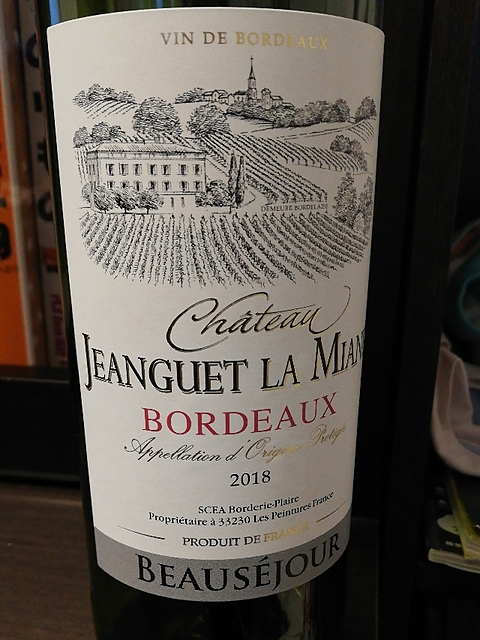 VIN DE BORDEAUX
DEMEURE BORDELAISE
Château
JEANGUET LA
BORDEAUX
Appellation d'Origine Protégée
2018
SCEA Borderie-Plaire
Propriétaire à 33230 Les Peintures France
PRODUIT DE FRANCE
BEAUSÉJOUR